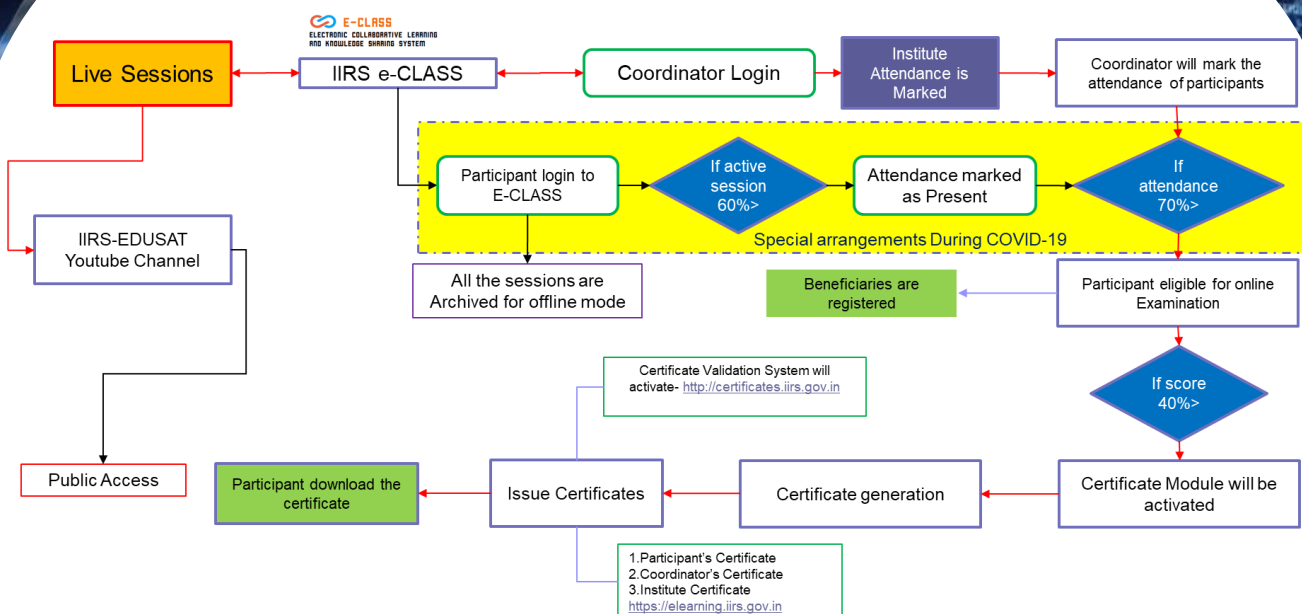 E-CLASS
ELECTRONIC COLLABORATIVE LEARNING
AND KNOWLEDGE SHARING SYSTEM
Live Sessions
IIRS e-CLASS
Coordinator Login
Institute
Attendance is
Marked
Coordinator will mark the
attendance of participants
Participant login to
E-CLASS
If active
session
60%>
Attendance marked
as Present
If
attendance
70%>
Special arrangements During COVID-19
IIRS-EDUSAT
Youtube Channel
All the sessions are
Archived for offline mode
Beneficiaries are
registered
Participant eligible for online
Examination
Certificate Validation System will
activate- http://certificates.iirs.gov.in
If score
40%>
Public Access
Participant download the
certificate
Issue Certificates
Certificate generation
Certificate Module will be
activated
1.Participant's Certificate
2.Coordinator's Certificate
3.Institute Certificate
https://elearning.iirs.gov.in